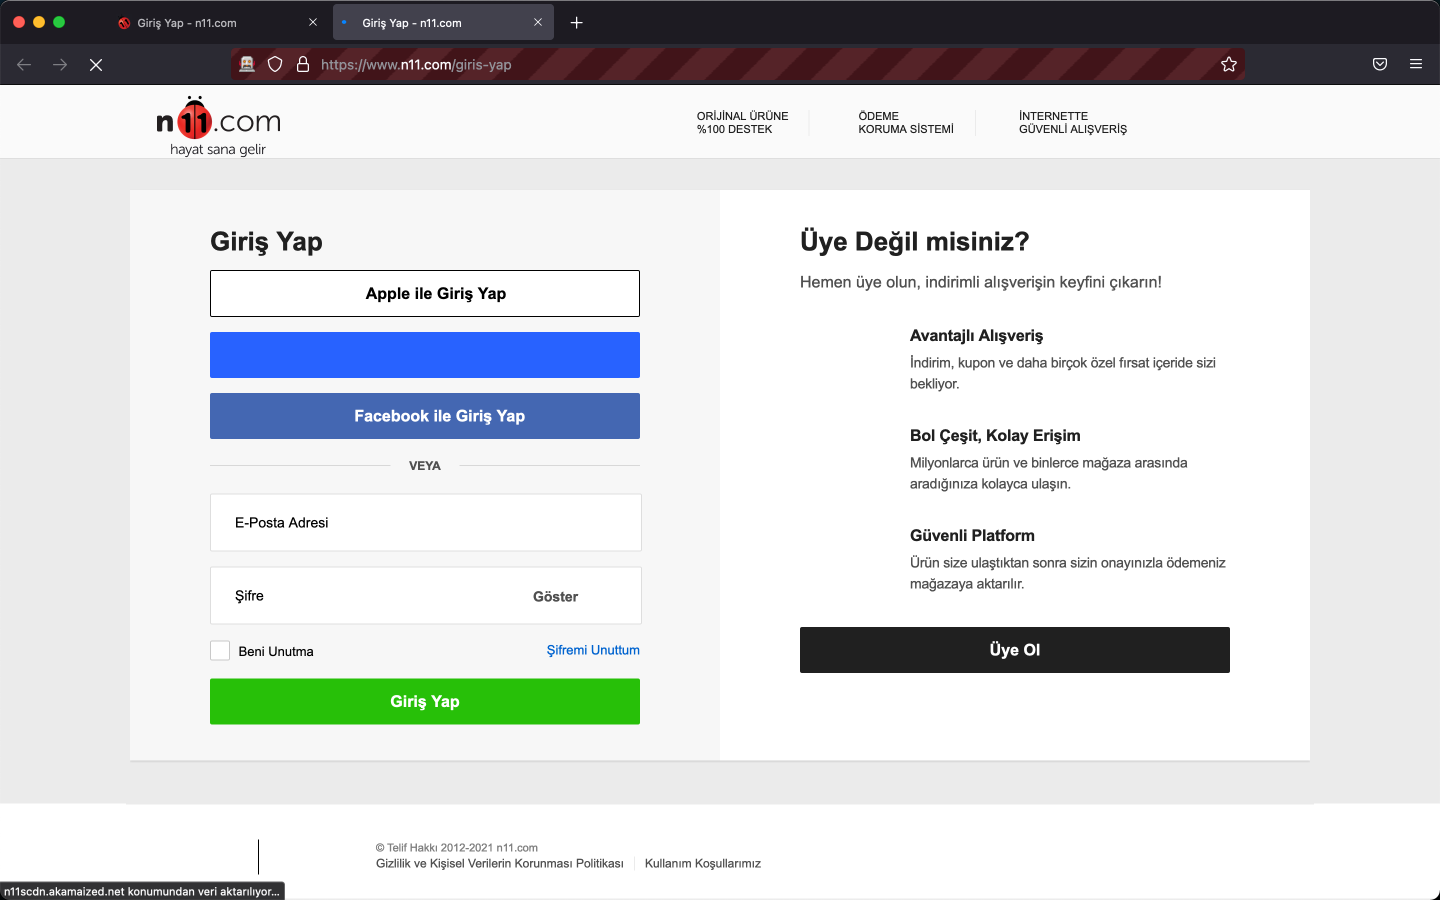 Giriş Yap - n11.com
Giriş Yap - n11.com
https://www.n11.com/giris-yap
n11.com
hayat sana gelir
ORİJİNAL ÜRÜNE
%100 DESTEK
ÖDEME
KORUMA SİSTEMİ
İNTERNETTE
GÜVENLİ ALIŞVERİŞ
Giriş Yap
Apple ile Giriş Yap
Facebook ile Giriş Yap
VEYA
E-Posta Adresi
Şifre
Göster
Beni Unutma
Şifremi Unuttum
Giriş Yap
Üye Değil misiniz?
Hemen üye olun, indirimli alışverişin keyfini çıkarın!
Avantajlı Alışveriş
İndirim, kupon ve daha birçok özel fırsat içeride sizi
bekliyor.
Bol Çeşit, Kolay Erişim
Milyonlarca ürün ve binlerce mağaza arasında
aradığınıza kolayca ulaşın.
Güvenli Platform
Ürün size ulaştıktan sonra sizin onayınızla ödemeniz
mağazaya aktarılır.
Üye Ol
© Telif Hakkı 2012-2021 n11.com
Gizlilik ve Kişisel Verilerin Korunması Politikası
Kullanım Koşullarımız
n11scdn.akamaized.net konumundan veri aktarılıyor...